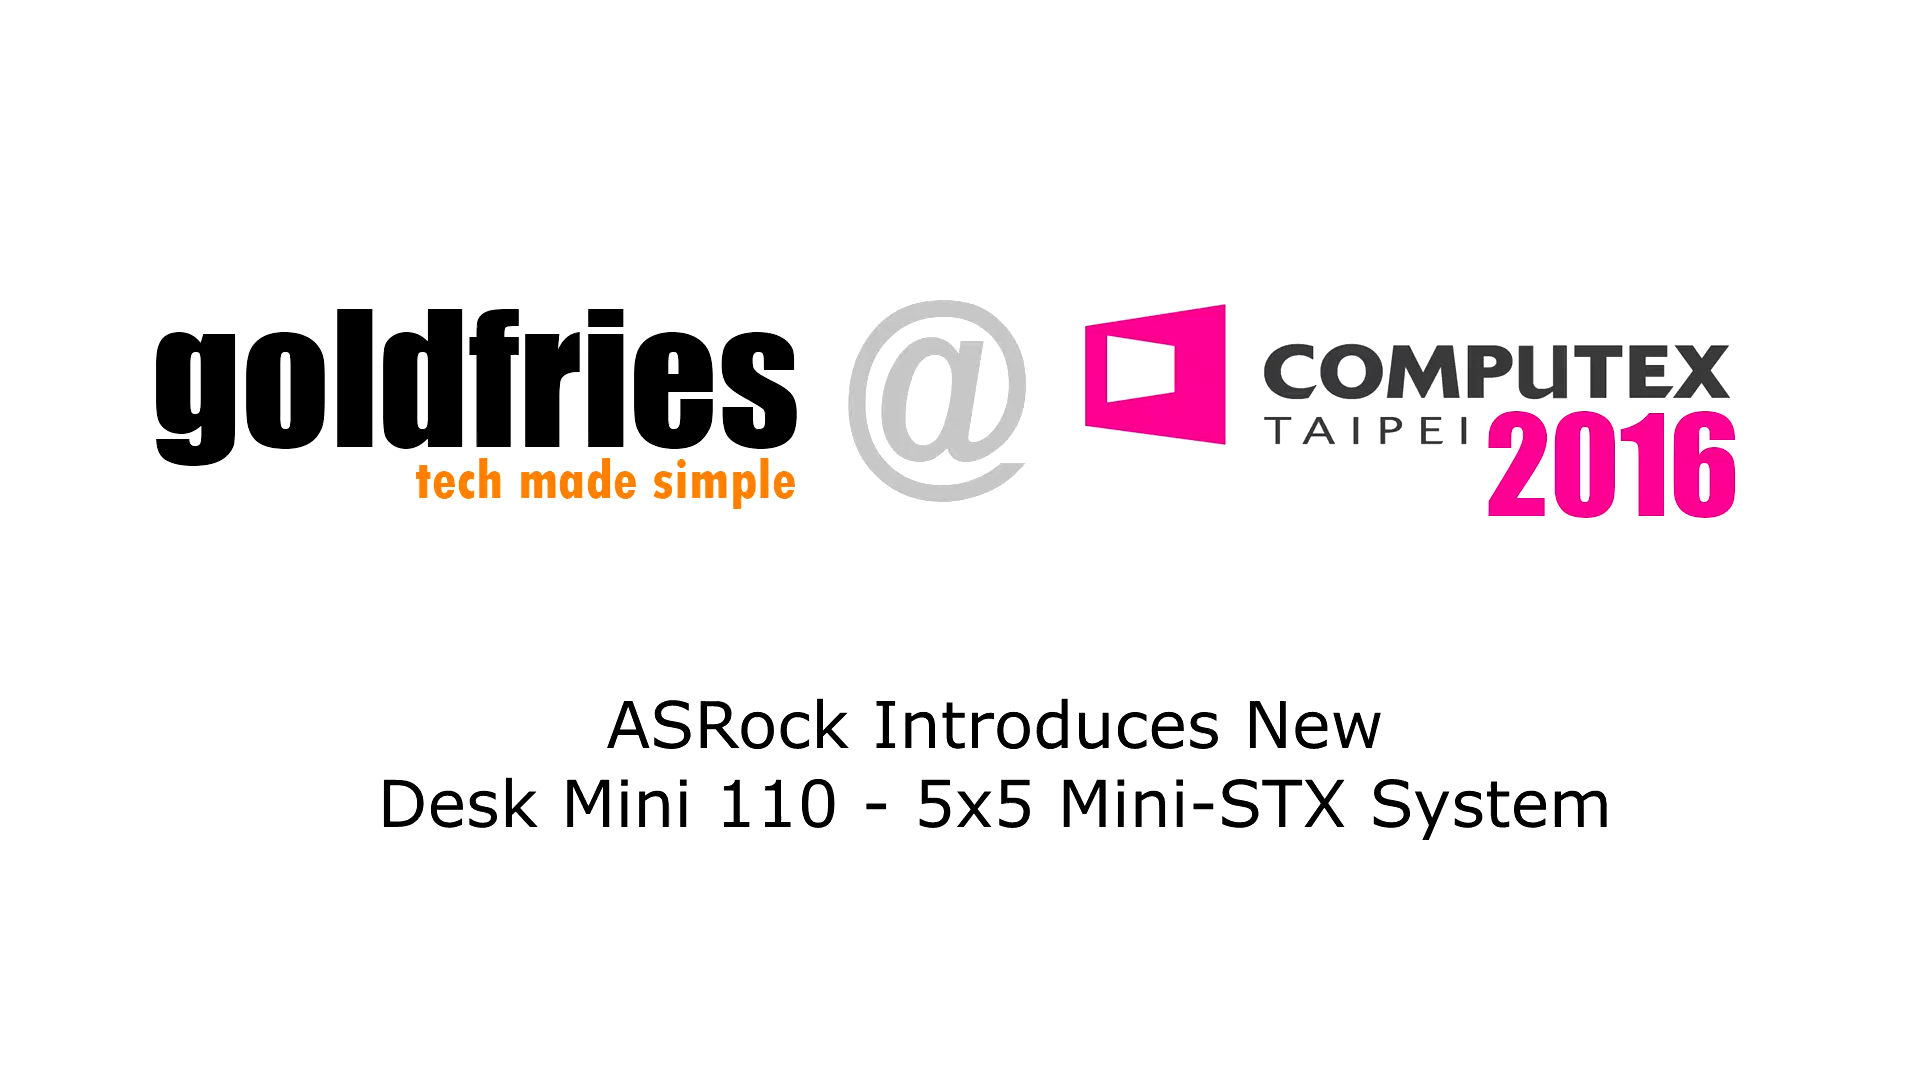 goldfries @ COMPUTEX
TAIPEI 2016
tech made simple
ASRock Introduces New
Desk Mini 110 - 5x5 Mini-STX System